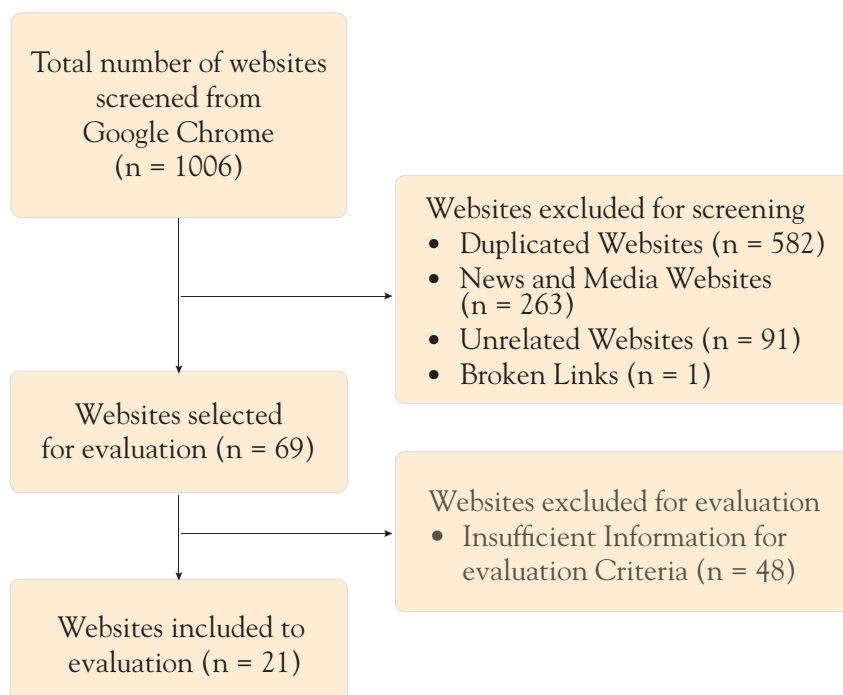 Total number of websites
screened from
Google Chrome
(n = 1006)
Websites excluded for screening
• Duplicated Websites (n = 582)
• News and Media Websites
(n = 263)
• Unrelated Websites (n = 91)
• Broken Links (n = 1)
Websites selected
for evaluation (n = 69)
Websites excluded for evaluation
• Insufficient Information for
evaluation Criteria (n = 48)
Websites included to
evaluation (n = 21)